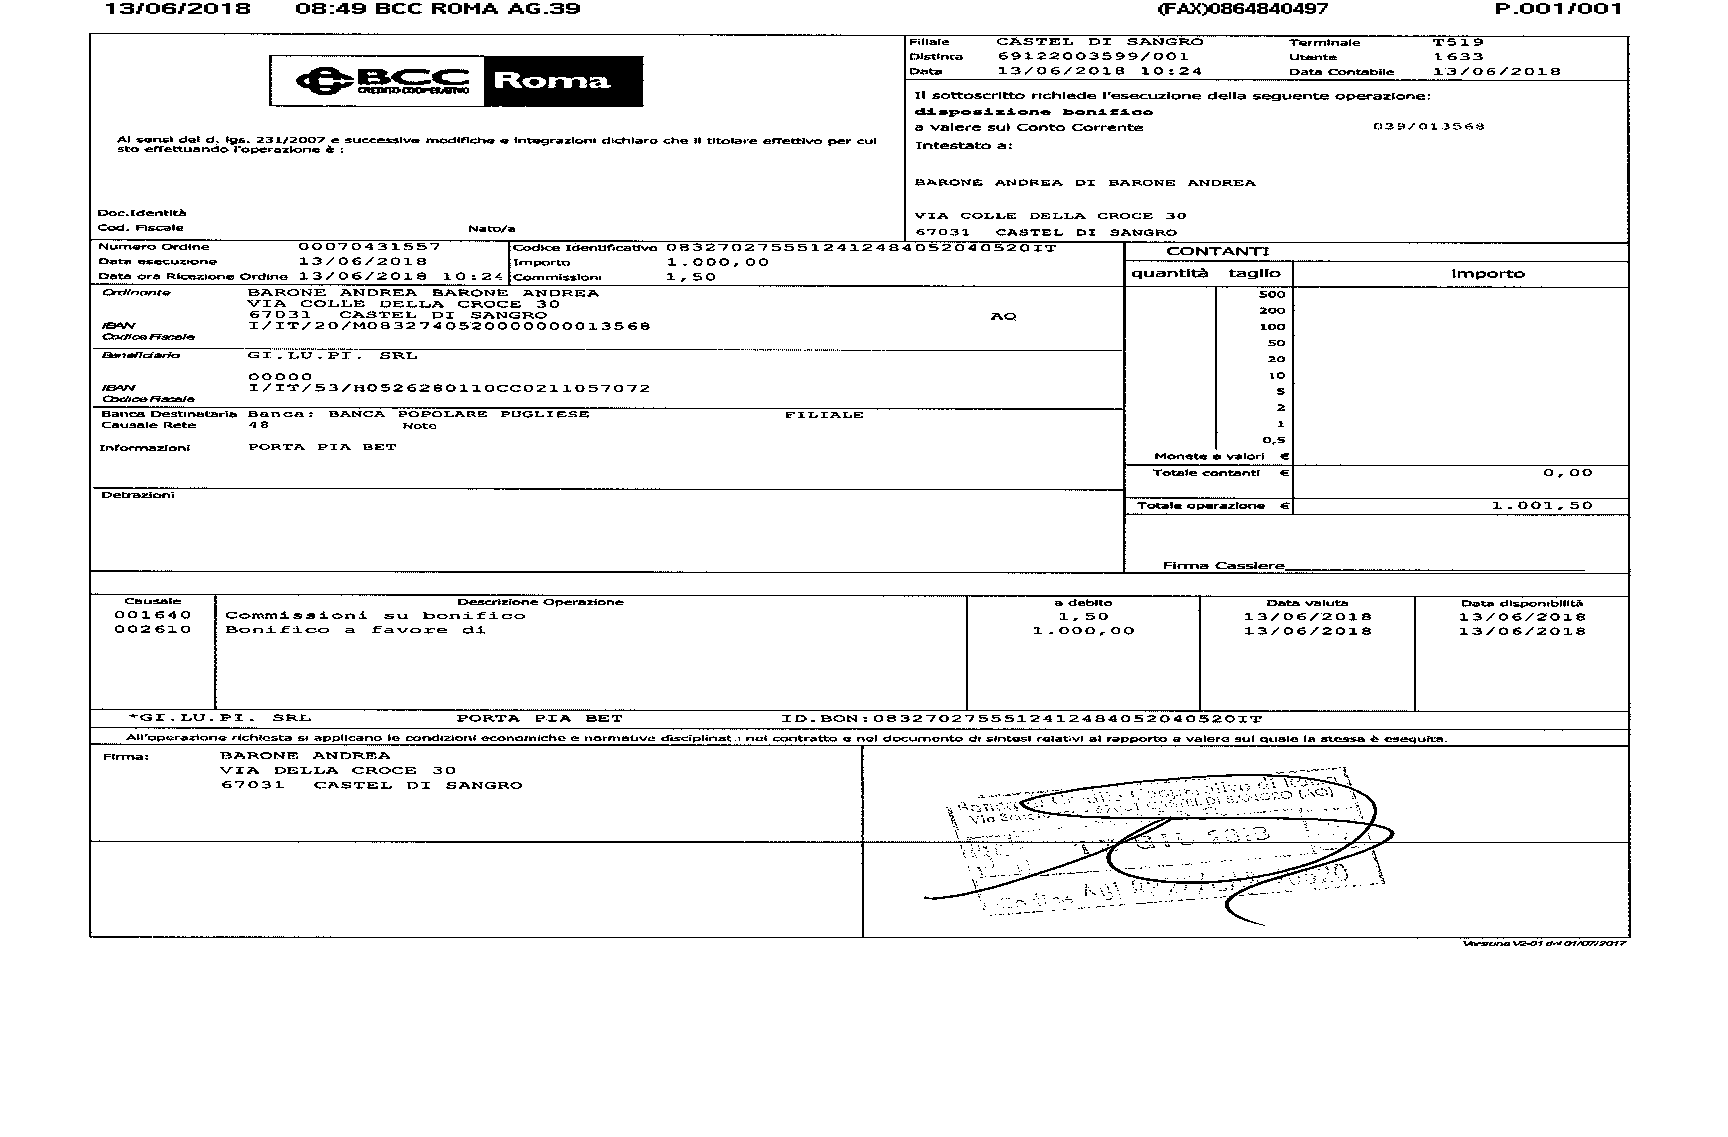 13/06/2018 08:49 BCC ROMA AG.39 (FAX)0864840497 P.001/001
BCC Roma
CREDITO COOPERATIVO
Filiale CASTEL DI SANGRO Terminale T519
Distinta 69122003599/001 Utente 1633
Data 13/06/2018 10:24 Data Contabile 13/06/2018
Il sottoscritto richiede l'esecuzione della seguente operazione:
disposizione bonifico
a valere sul Conto Corrente 039/013568
Intestato a:
BARONE ANDREA DI BARONE ANDREA
VIA COLLE DELLA CROCE 30
67031 CASTEL DI SANGRO
Ai sensi del d. lgs. 231/2007 e successive modifiche e integrazioni dichiaro che il titolare effettivo per cui
sto effettuando l'operazione è :
Doc.Identità
Cod. Fiscale Nato/a
Numero Ordine 00070431557 Codice Identificativo 0832702755512412484052040520IT
Data esecuzione 13/06/2018 Importo 1.000,00
Data ora Ricezione Ordine 13/06/2018 10:24 Commissioni 1,50
Ordinante BARONE ANDREA BARONE ANDREA
VIA COLLE DELLA CROCE 30
67031 CASTEL DI SANGRO AQ
IBAN I/IT/20/M0832740520000000013568
Codice Fiscale
Beneficiario GI.LU.PI. SRL
00000
IBAN I/IT/53/H0526280110CC0211057072
Codice Fiscale
Banca Destinataria Banca: BANCA POPOLARE PUGLIESE FILIALE
Causale Rete 48 Note
Informazioni PORTA PIA BET
Detrazioni
CONTANTI
quantità taglio Importo
500
200
100
50
20
10
5
2
1
0,5
Monete e valori €
Totale contanti € 0,00
Totale operazione € 1.001,50
Firma Cassiere
Causale Descrizione Operazione a debito Data valuta Data disponibilità
001640 Commissioni su bonifico 1,50 13/06/2018 13/06/2018
002610 Bonifico a favore di 1.000,00 13/06/2018 13/06/2018
*GI.LU.PI. SRL PORTA PIA BET ID.BON:0832702755512412484052040520IT
All'operazione richiesta si applicano le condizioni economiche e normative disciplinate nel contratto e nel documento di sintesi relativi al rapporto a valere sul quale la stessa è eseguita.
Firma: BARONE ANDREA
VIA DELLA CROCE 30
67031 CASTEL DI SANGRO
Versione V2-01 del 01/07/2017